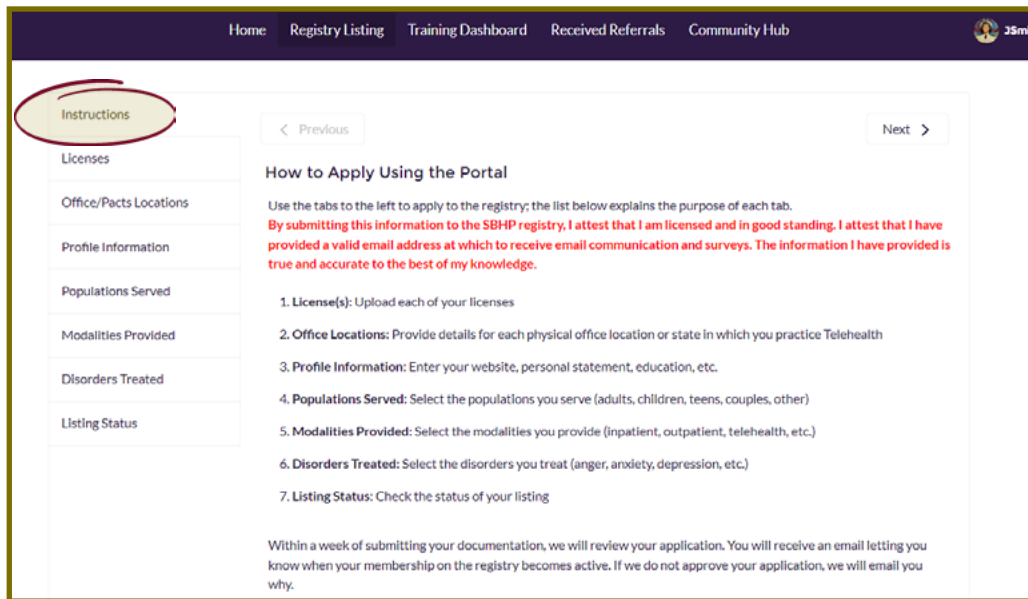 Home Registry Listing Training Dashboard Received Referrals Community Hub JSmi
Instructions
Licenses
Office/Pacts Locations
Profile Information
Populations Served
Modalities Provided
Disorders Treated
Listing Status
Previous Next
How to Apply Using the Portal
Use the tabs to the left to apply to the registry; the list below explains the purpose of each tab.
By submitting this information to the SBHP registry, I attest that I am licensed and in good standing. I attest that I have
provided a valid email address at which to receive email communication and surveys. The information I have provided is
true and accurate to the best of my knowledge.
1. License(s): Upload each of your licenses
2. Office Locations: Provide details for each physical office location or state in which you practice Telehealth
3. Profile Information: Enter your website, personal statement, education, etc.
4. Populations Served: Select the populations you serve (adults, children, teens, couples, other)
5. Modalities Provided: Select the modalities you provide (inpatient, outpatient, telehealth, etc.)
6. Disorders Treated: Select the disorders you treat (anger, anxiety, depression, etc.)
7. Listing Status: Check the status of your listing
Within a week of submitting your documentation, we will review your application. You will receive an email letting you
know when your membership on the registry becomes active. If we do not approve your application, we will email you
why.